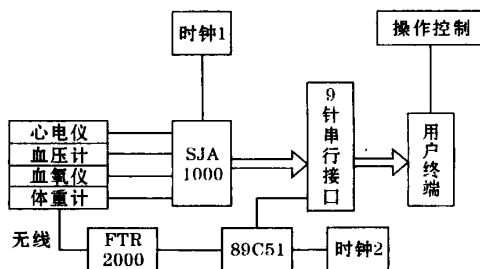 时钟1
操作控制
心电仪
血压计
血氧仪
体重计
SJA
1000
9
针
串
行
接
口
用
户
终
端
无线
FTR
2000
89C51
时钟2